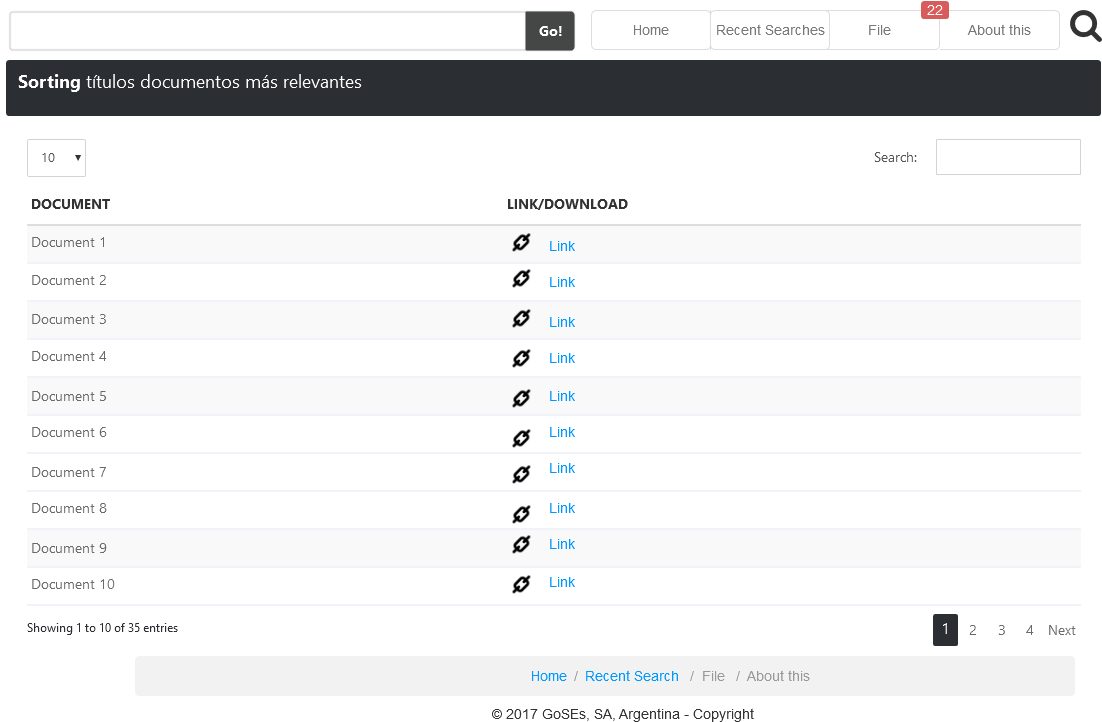 Go!
Home
Recent Searches
File
22
About this
Sorting títulos documentos más relevantes
10
Search:
DOCUMENT LINK/DOWNLOAD
Document 1 Link
Document 2 Link
Document 3 Link
Document 4 Link
Document 5 Link
Document 6 Link
Document 7 Link
Document 8 Link
Document 9 Link
Document 10 Link
Showing 1 to 10 of 35 entries
1 2 3 4 Next
Home / Recent Search / File / About this
© 2017 GoSEs, SA, Argentina - Copyright